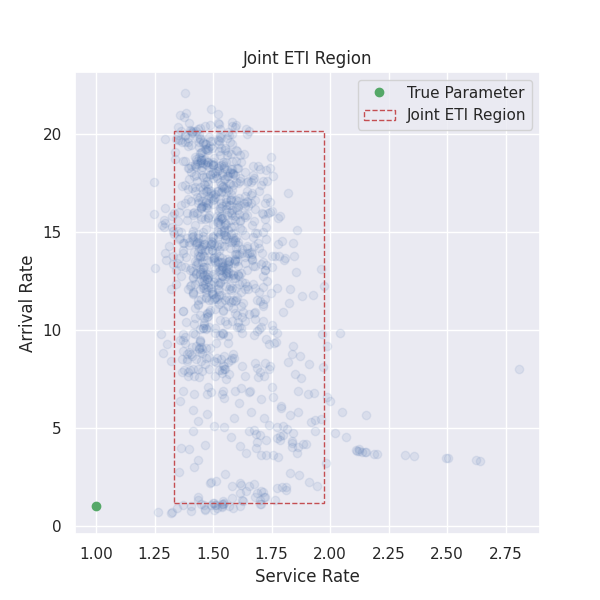 Joint ETI Region
True Parameter
Joint ETI Region
20
15
10
5
0
Arrival Rate
1.00 1.25 1.50 1.75 2.00 2.25 2.50 2.75
Service Rate